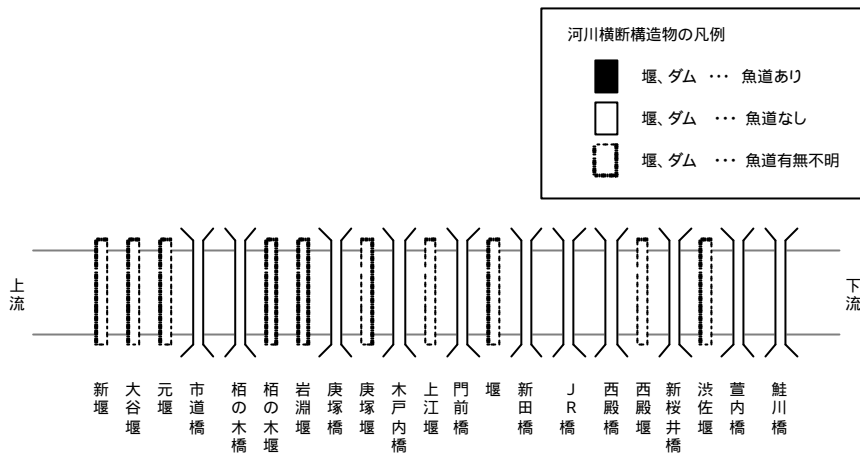 河川横断構造物の凡例
堰、ダム ・・・ 魚道あり
堰、ダム ・・・ 魚道なし
堰、ダム ・・・ 魚道有無不明
上流
下流
新堰
大谷堰
元堰
市道橋
栢の木橋
栢の木堰
岩淵堰
庚塚橋
庚塚堰
木戸内橋
上江堰
門前橋
堰
新田橋
JR橋
西殿橋
西殿堰
新桜井橋
渋佐堰
萱内橋
鮭川橋